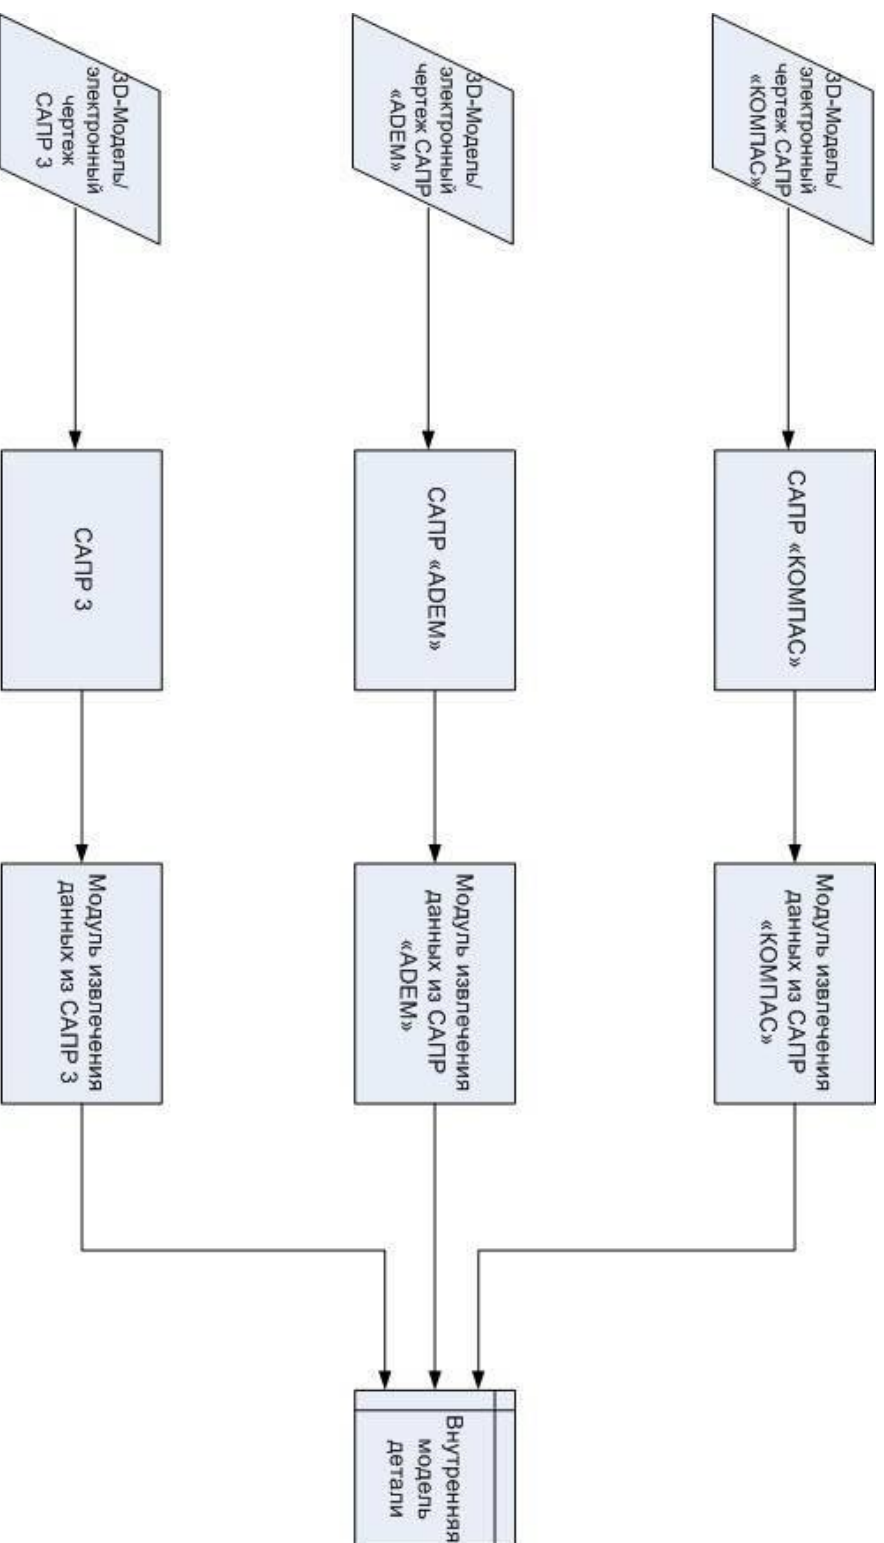 3D-Модель/
электронный
чертеж САПР
«КОМПАС»
САПР «КОМПАС»
Модуль извлечения
данных из САПР
«КОМПАС»
3D-Модель/
электронный
чертеж САПР
«ADEM»
САПР «ADEM»
Модуль извлечения
данных из САПР
«ADEM»
Внутренняя
модель
детали
3D-Модель/
электронный
чертеж
САПР 3
САПР 3
Модуль извлечения
данных из САПР 3